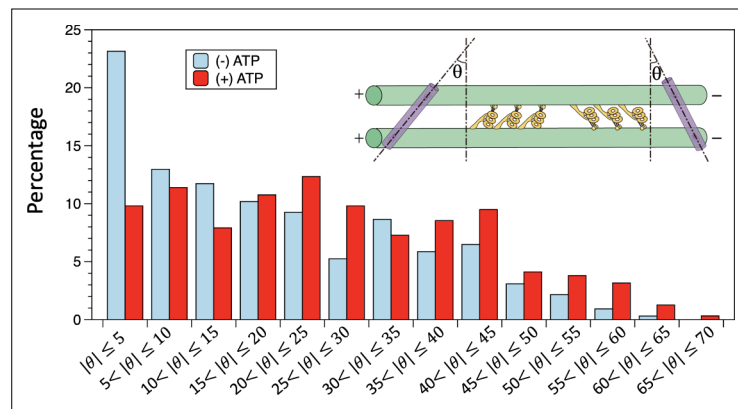 25
20
15
10
5
0
Percentage
(-) ATP
(+) ATP
θ
θ
+
−
+
−
|θ| ≤ 5
5< |θ| ≤ 10
10< |θ| ≤ 15
15< |θ| ≤ 20
20< |θ| ≤ 25
25< |θ| ≤ 30
30< |θ| ≤ 35
35< |θ| ≤ 40
40< |θ| ≤ 45
45< |θ| ≤ 50
50< |θ| ≤ 55
55< |θ| ≤ 60
60< |θ| ≤ 65
65< |θ| ≤ 70